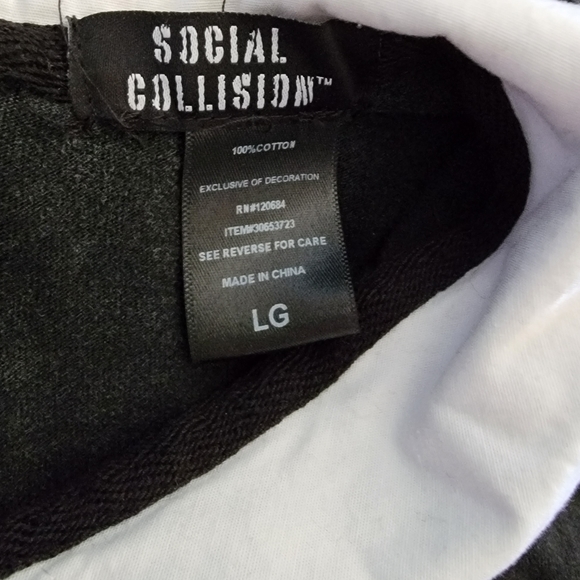 SOCIAL
COLLISION™
100%COTTON
EXCLUSIVE OF DECORATION
RN#120684
ITEM#30653723
SEE REVERSE FOR CARE
MADE IN CHINA
LG